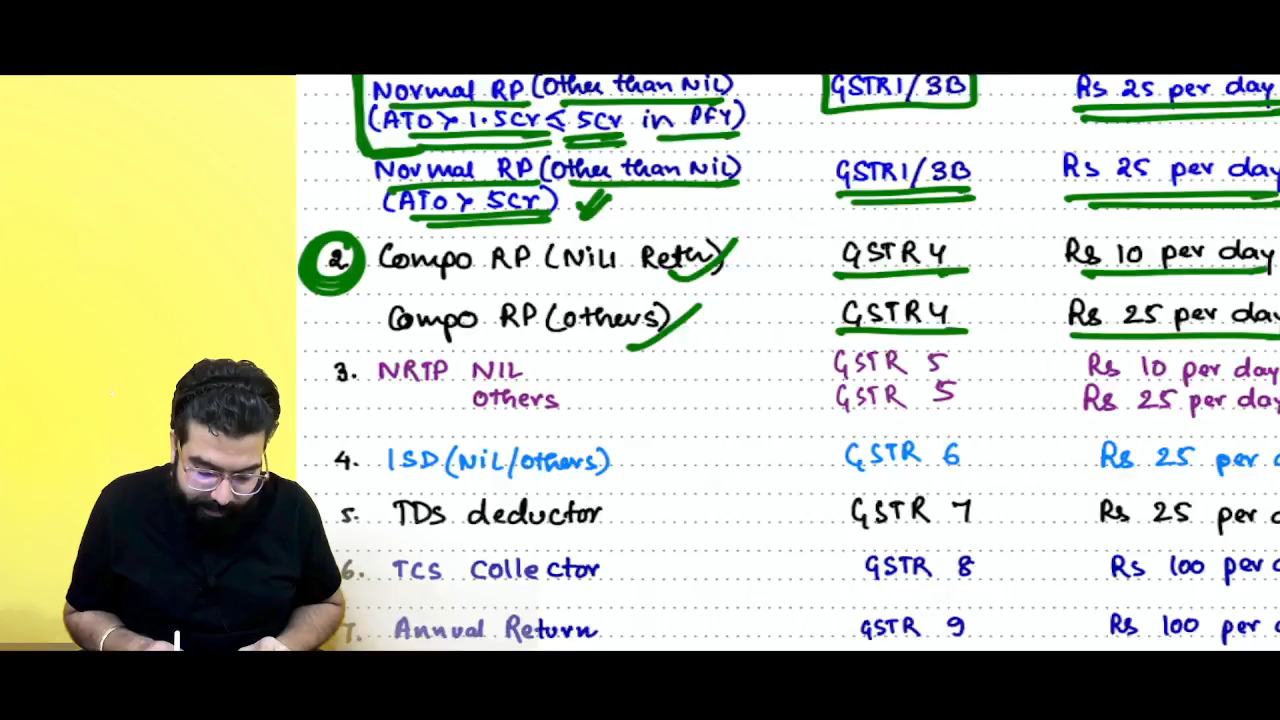 Normal RP (Other than NiL) GSTR1/3B Rs 25 per day
(ATO > 1.5Cr ≤ 5Cr in PFY)
Normal RP (Other than NiL) GSTR1/3B Rs 25 per day
(ATO > 5Cr)
2 Compo RP (Nill Retn) GSTR 4 Rs 10 per day
Compo RP (others) GSTR 4 Rs 25 per day
3. NRTP NIL GSTR 5 Rs 10 per day
others GSTR 5 Rs 25 per day
4. ISD (NiL/others) GSTR 6 Rs 25 per
5. TDs deductor GSTR 7 Rs 25 per
6. TCS Collector GSTR 8 Rs 100 per
7. Annual Return GSTR 9 Rs 100 per